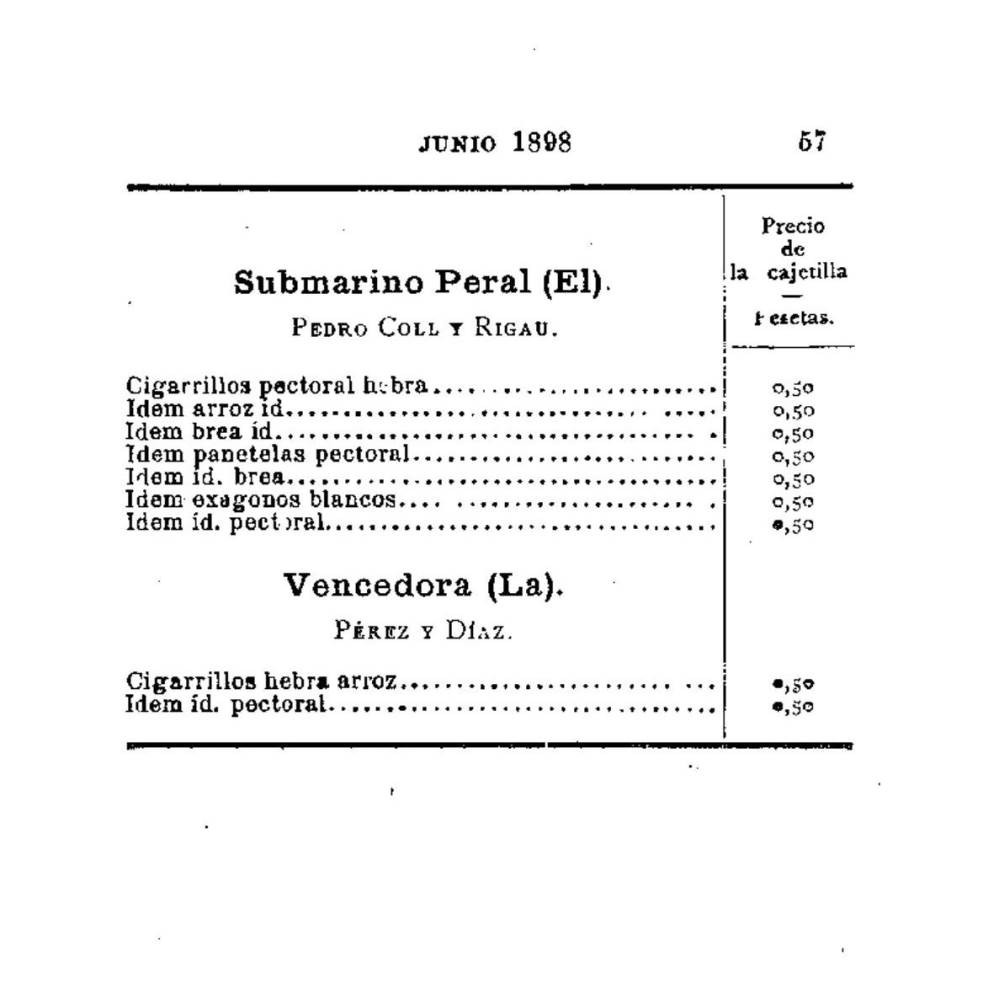 JUNIO 1898 57
Precio
de
la cajetilla
—
Pesetas.
Submarino Peral (El).
PEDRO COLL Y RIGAU.
Cigarrillos pectoral hebra........................... 0,50
Idem arroz id........................... 0,50
Idem brea id........................... 0,50
Idem panetelas pectoral........................... 0,50
Idem íd. brea........................... 0,50
Idem exagonos blancos........................... 0,50
Idem íd. pectoral........................... 0,50
Vencedora (La).
PÉREZ Y DÍAZ.
Cigarrillos hebra arroz........................... 0,50
Idem íd. pectoral........................... 0,50